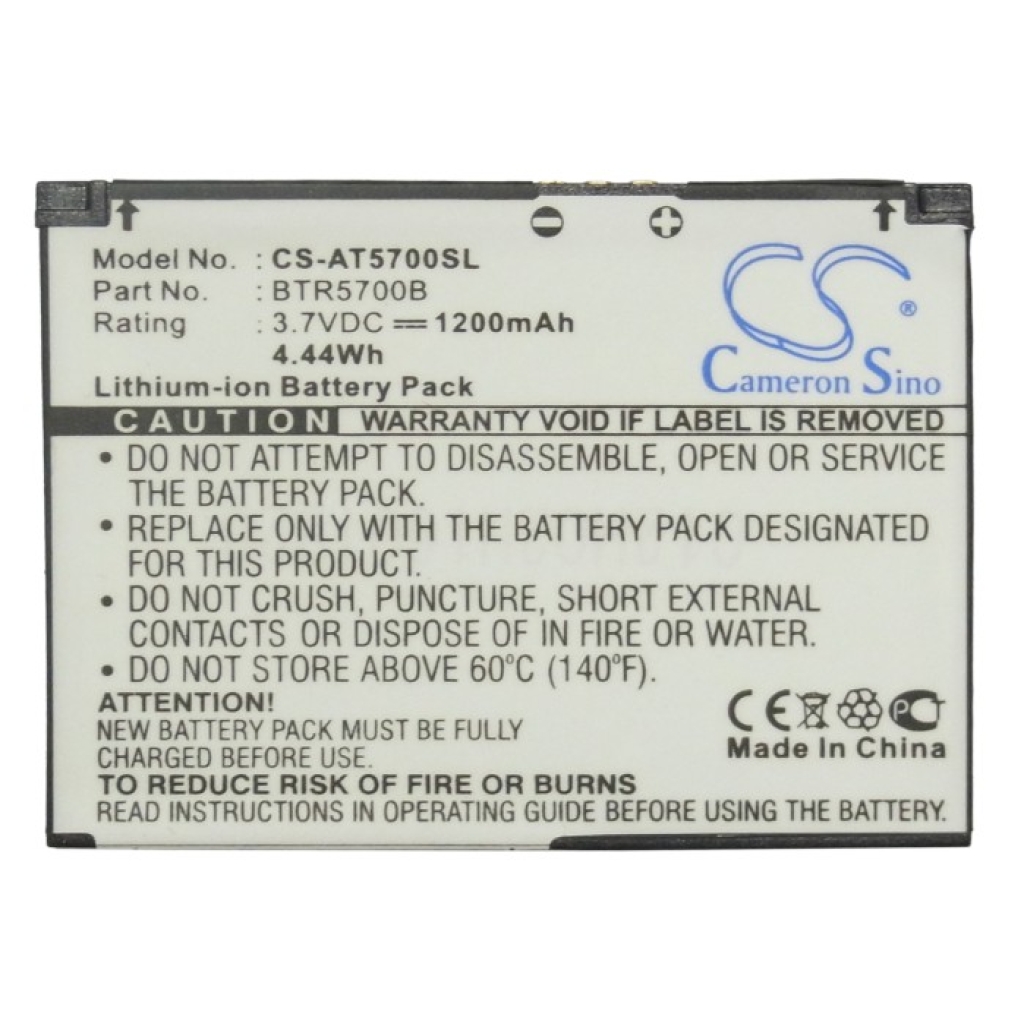 Model No. : CS-AT5700SL
Part No. : BTR5700B
Rating : 3.7VDC 1200mAh
4.44Wh
Lithium-ion Battery Pack
CS ®
Cameron Sino
CAUTION WARRANTY VOID IF LABEL IS REMOVED
• DO NOT ATTEMPT TO DISASSEMBLE, OPEN OR SERVICE
THE BATTERY PACK.
• REPLACE ONLY WITH THE BATTERY PACK DESIGNATED
FOR THIS PRODUCT.
• DO NOT CRUSH, PUNCTURE, SHORT EXTERNAL
CONTACTS OR DISPOSE OF IN FIRE OR WATER.
• DO NOT STORE ABOVE 60°C (140°F).
ATTENTION!
NEW BATTERY PACK MUST BE FULLY
CHARGED BEFORE USE.
CE PC
Made In China
TO REDUCE RISK OF FIRE OR BURNS
READ INSTRUCTIONS IN OPERATING GUIDE BEFORE USE THE BATTERY.